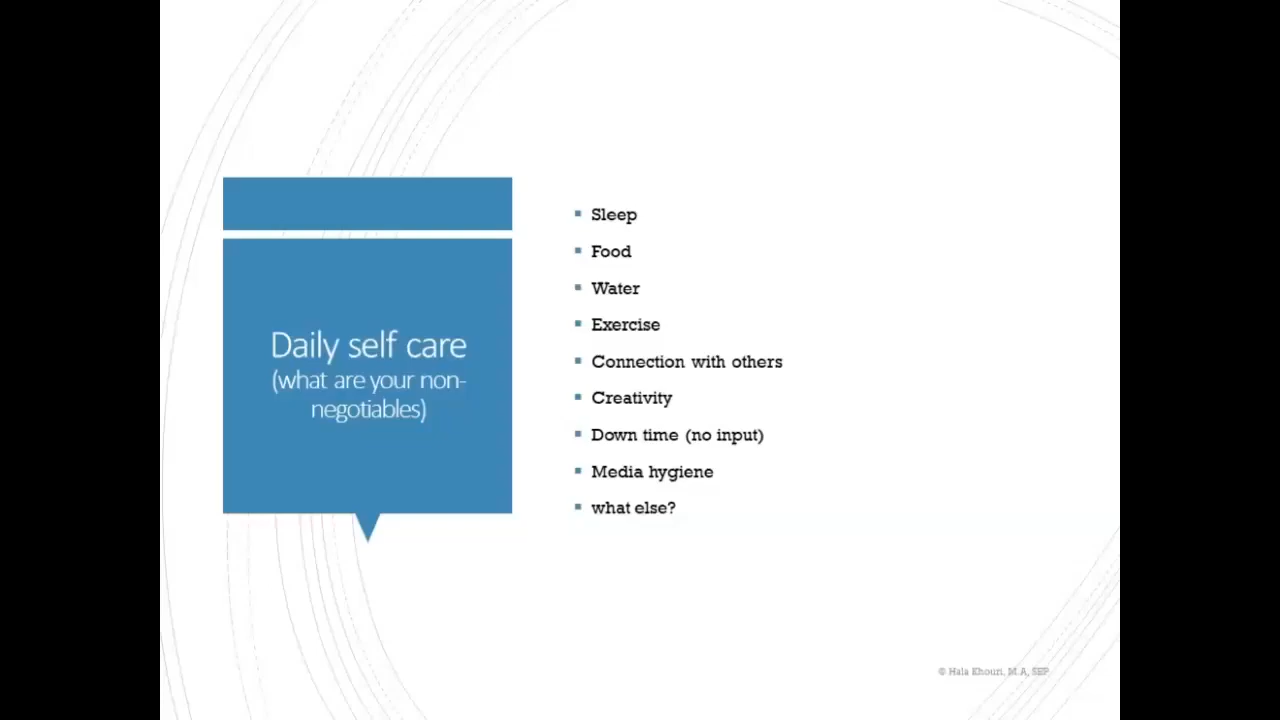 Daily self care
(what are your non-
negotiables)
Sleep
Food
Water
Exercise
Connection with others
Creativity
Down time (no input)
Media hygiene
what else?
© Hala Khouri, M.A, SEP